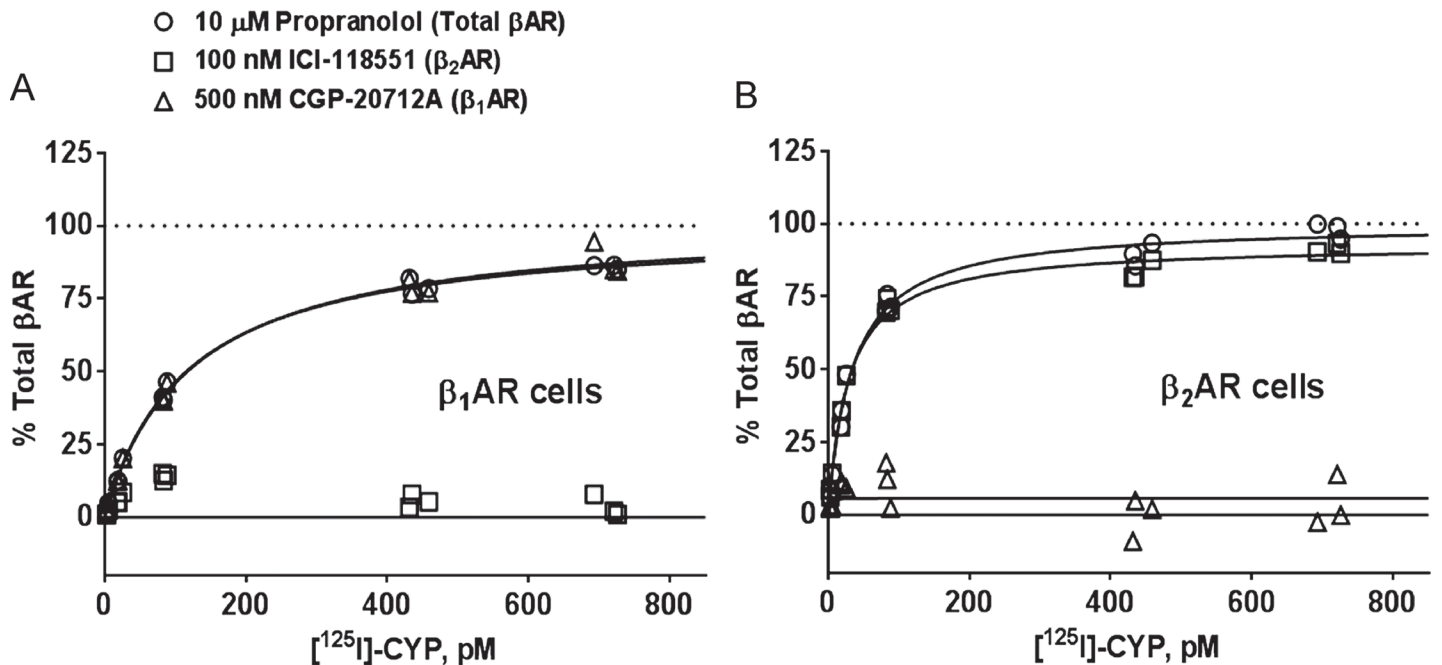 10 μM Propranolol (Total βAR)
100 nM ICI-118551 (β₂AR)
500 nM CGP-20712A (β₁AR)
A
B
125
100
75
50
25
0
% Total βAR
β₁AR cells
0 200 400 600 800
[¹²⁵I]-CYP, pM
125
100
75
50
25
0
% Total βAR
β₂AR cells
0 200 400 600 800
[¹²⁵I]-CYP, pM